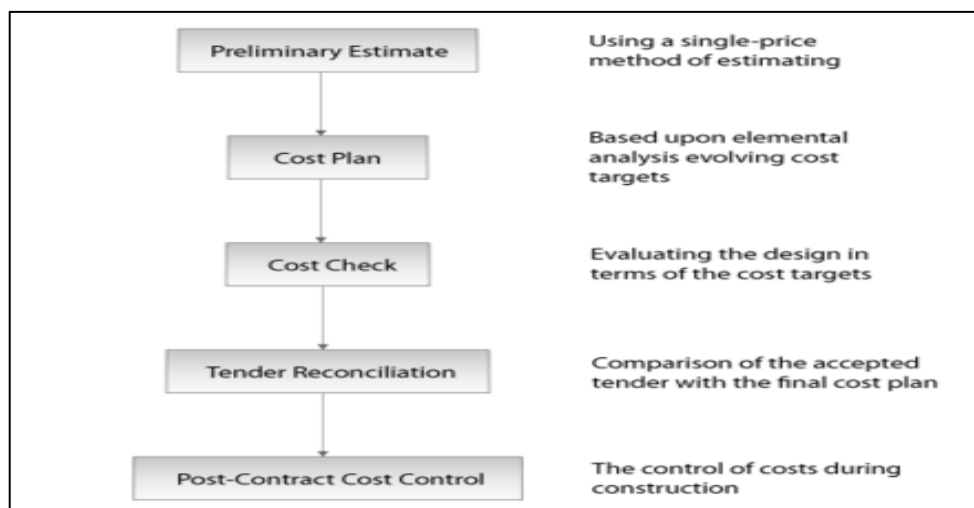 Preliminary Estimate
Using a single-price
method of estimating
Cost Plan
Based upon elemental
analysis evolving cost
targets
Cost Check
Evaluating the design in
terms of the cost targets
Tender Reconciliation
Comparison of the accepted
tender with the final cost plan
Post-Contract Cost Control
The control of costs during
construction